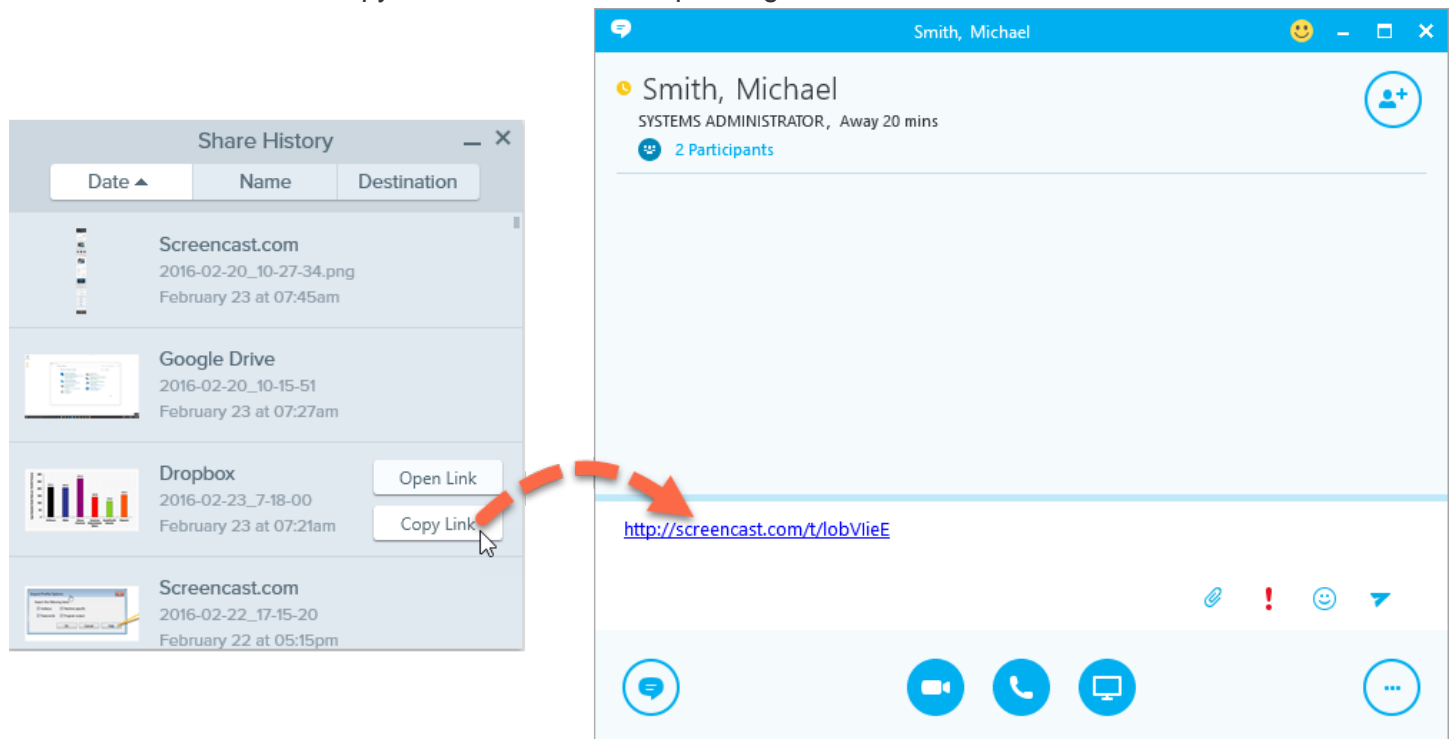 Smith, Michael
Smith, Michael
SYSTEMS ADMINISTRATOR, Away 20 mins
2 Participants
Share History
Date
Name
Destination
Screencast.com
2016-02-20_10-27-34.png
February 23 at 07:45am
Google Drive
2016-02-20_10-15-51
February 23 at 07:27am
Dropbox
2016-02-23_7-18-00
February 23 at 07:21am
Open Link
Copy Link
Screencast.com
2016-02-22_17-15-20
February 22 at 05:15pm
http://screencast.com/t/lobVIieE